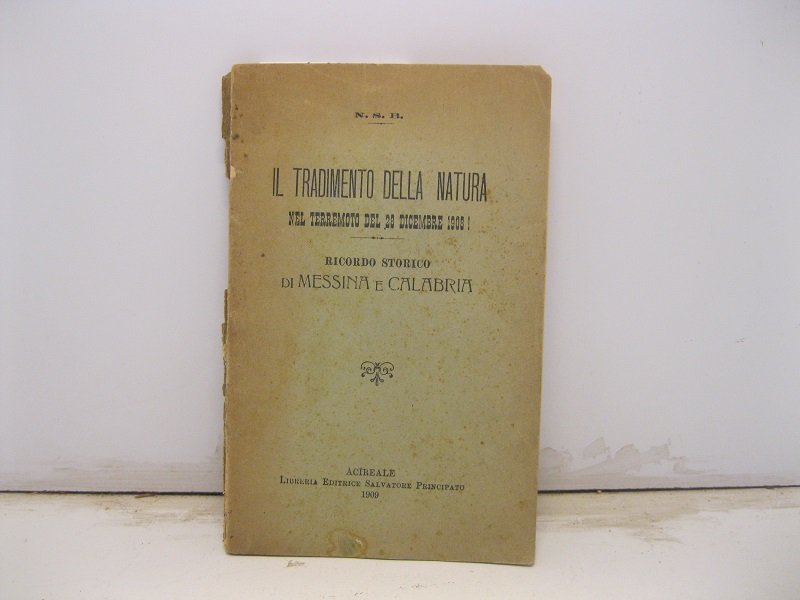 N. S. B.
IL TRADIMENTO DELLA NATURA
NEL TERREMOTO DEL 28 DICEMBRE 1908!
RICORDO STORICO
DI MESSINA E CALABRIA
ACIREALE
LIBRERIA EDITRICE SALVATORE PRINCIPATO
1909